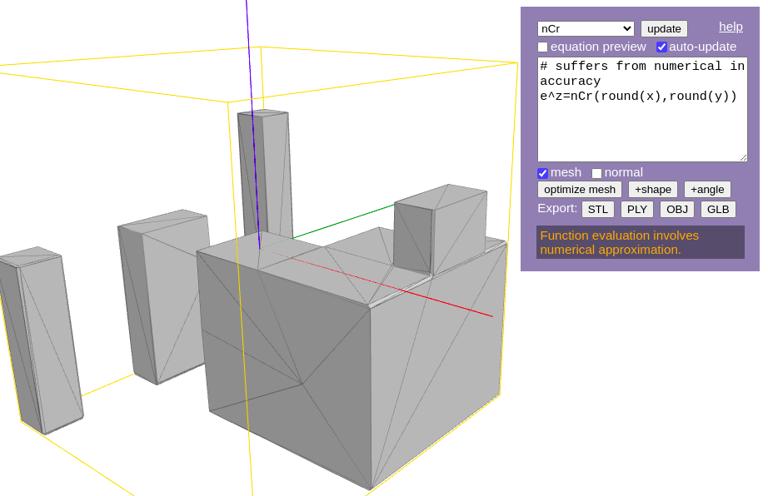 nCr
update
help
equation preview
auto-update
# suffers from numerical in
accuracy
e^z=nCr(round(x),round(y))
mesh
normal
optimize mesh
+shape
+angle
Export:
STL
PLY
OBJ
GLB
Function evaluation involves
numerical approximation.